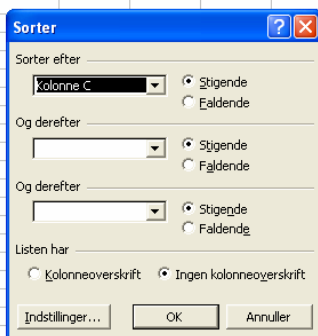 Sorter
Sorter efter
Kolonne C
Stigende
Faldende
Og derefter
Stigende
Faldende
Og derefter
Stigende
Faldende
Listen har
Kolonneoverskrift Ingen kolonneoverskrift
Indstillinger... OK Annuller